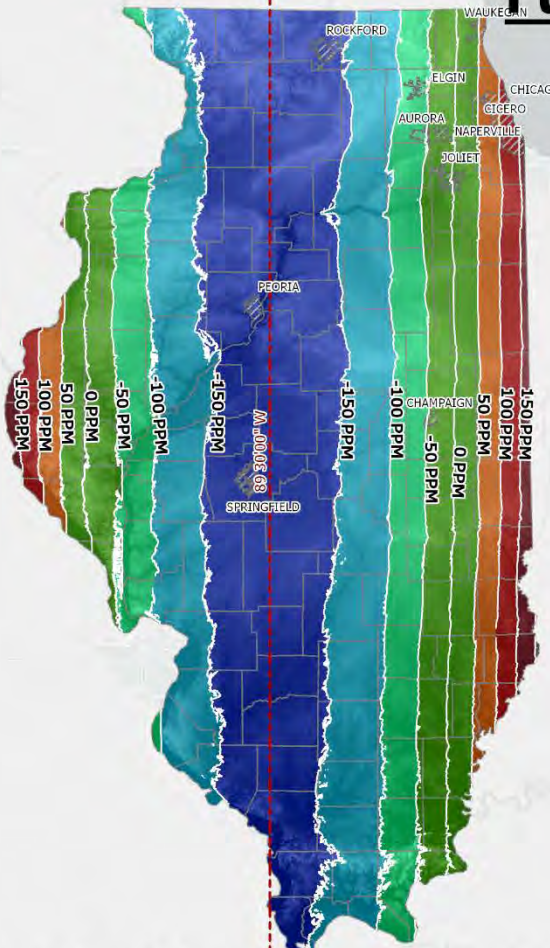 WAUKEGAN
ROCKFORD
ELGIN
CHICAG
CICERO
AURORA
NAPERVILLE
JOLIET
PEORIA
150 PPM
100 PPM
50 PPM
0 PPM
-50 PPM
-100 PPM
-150 PPM
89°30'00" W
-150 PPM
-100 PPM
CHAMPAIGN
-50 PPM
0 PPM
50 PPM
100 PPM
150 PPM
SPRINGFIELD